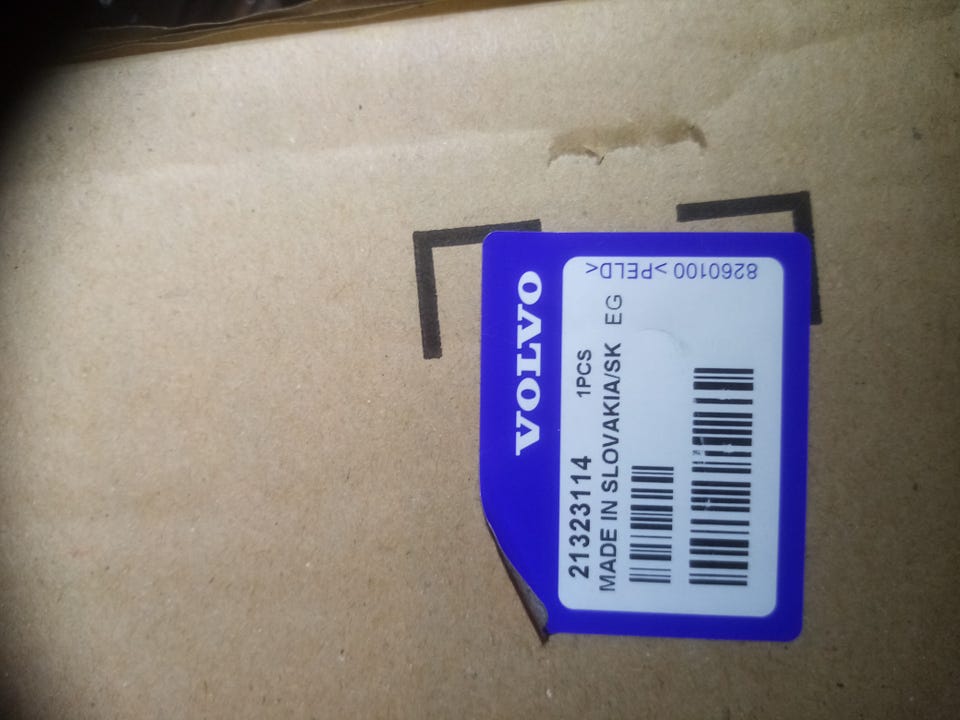 VOLVO
21323114 1PCS
MADE IN SLOVAKIA/SK EG
8260100 >PELD<